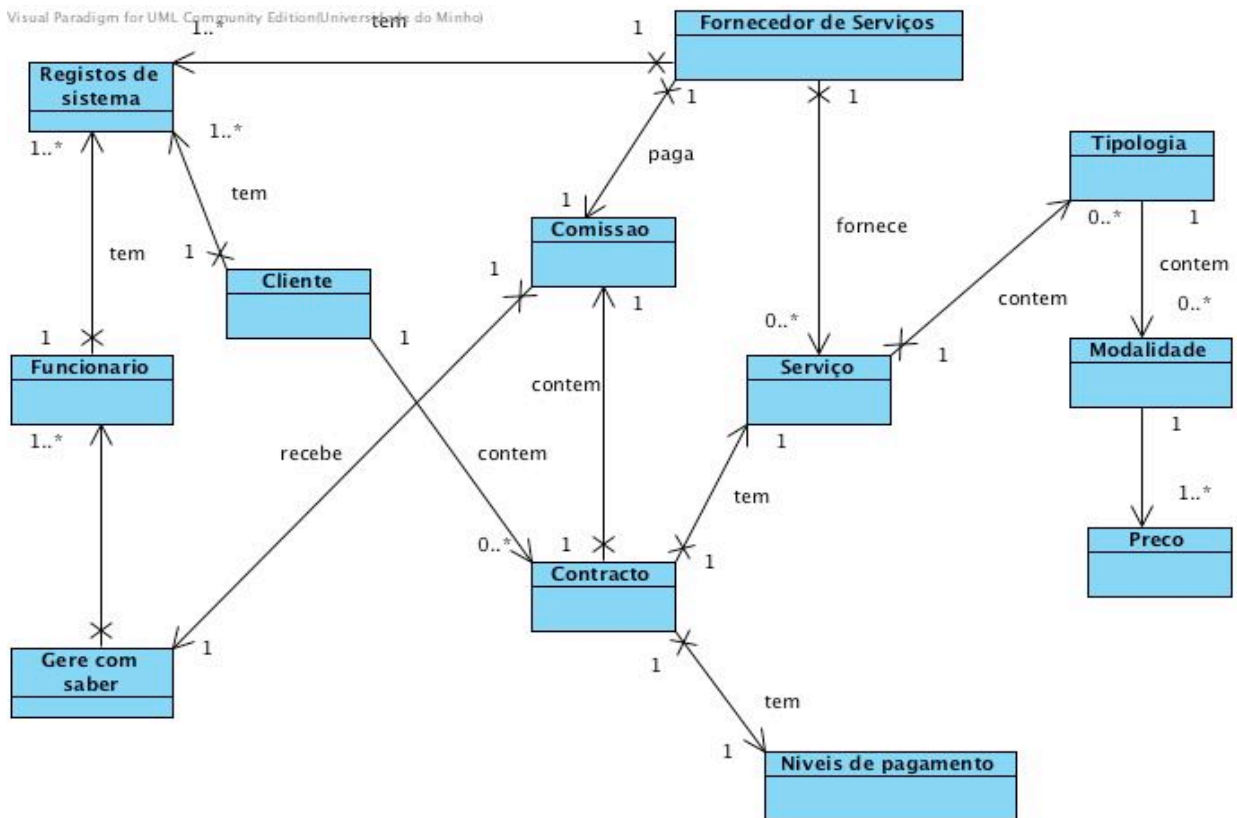 Visual Paradigm for UML Community Edition(Universidade do Minho)
1..*
tem
1
Fornecedor de Serviços
Registos de
sistema
1
1
1..*
1..*
paga
Tipologia
tem
1
Comissao
0..*
1
fornece
tem
1
1
Cliente
1
contem
contem
0..*
0..*
1
1
1
Funcionario
Serviço
1
Modalidade
contem
1..*
1
1
recebe
contem
tem
1..*
0..*
1
1
Preco
Contracto
1
Gere com
saber
1
tem
1
Niveis de pagamento